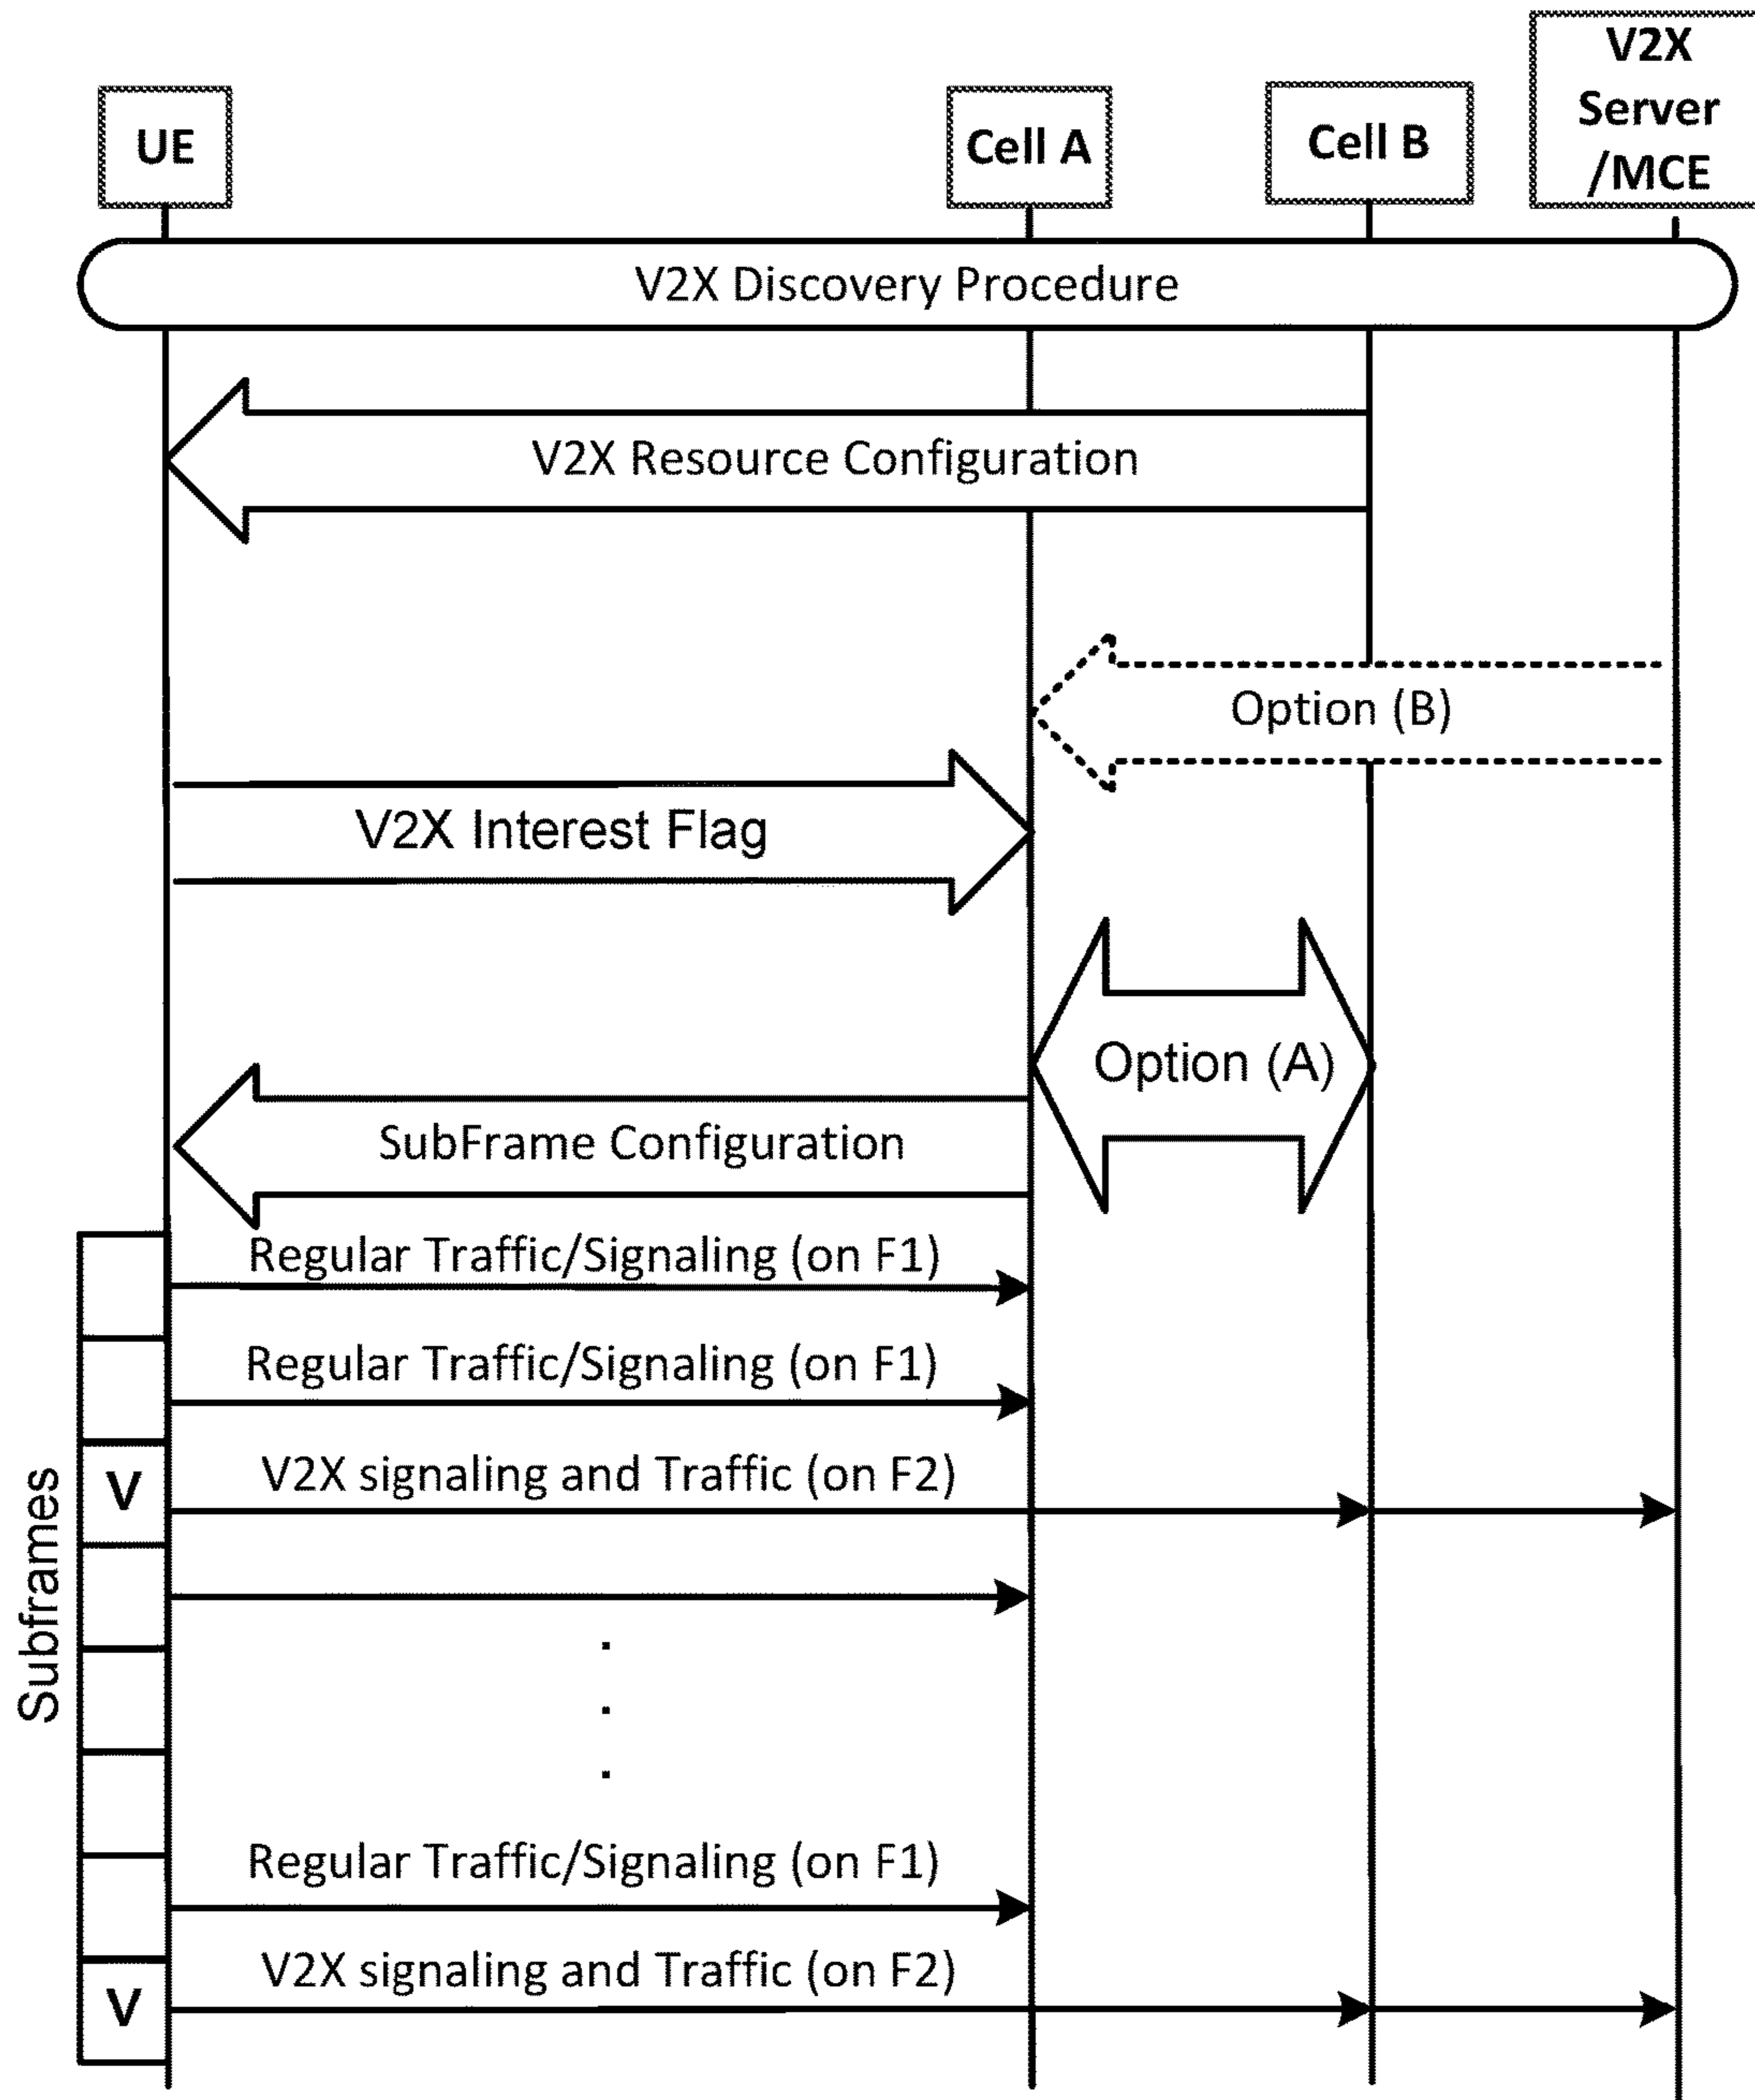 UE
Cell A
Cell B
V2X
Server
/MCE
V2X Discovery Procedure
V2X Resource Configuration
Option (B)
V2X Interest Flag
Option (A)
SubFrame Configuration
Regular Traffic/Signaling (on F1)
Regular Traffic/Signaling (on F1)
Subframes
V
V2X signaling and Traffic (on F2)
.
.
.
Regular Traffic/Signaling (on F1)
V2X signaling and Traffic (on F2)
V